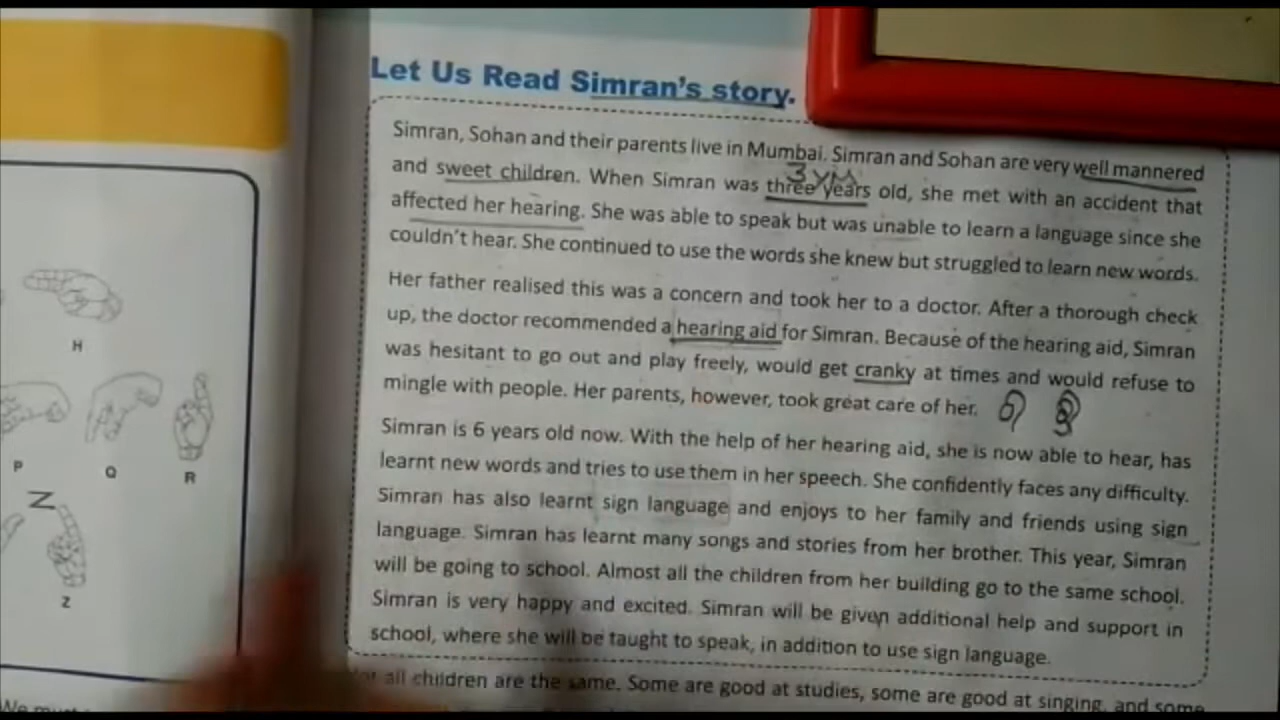 Let Us Read Simran's story.
Simran, Sohan and their parents live in Mumbai. Simran and Sohan are very well mannered
and sweet children. When Simran was three years old, she met with an accident that
affected her hearing. She was able to speak but was unable to learn a language since she
couldn't hear. She continued to use the words she knew but struggled to learn new words.
Her father realised this was a concern and took her to a doctor. After a thorough check
up, the doctor recommended a hearing aid for Simran. Because of the hearing aid, Simran
was hesitant to go out and play freely, would get cranky at times and would refuse to
mingle with people. Her parents, however, took great care of her.
Simran is 6 years old now. With the help of her hearing aid, she is now able to hear, has
learnt new words and tries to use them in her speech. She confidently faces any difficulty.
Simran has also learnt sign language and enjoys to her family and friends using sign
language. Simran has learnt many songs and stories from her brother. This year, Simran
will be going to school. Almost all the children from her building go to the same school.
Simran is very happy and excited. Simran will be given additional help and support in
school, where she will be taught to speak, in addition to use sign language.
all children are the same. Some are good at studies, some are good at singing, and some
H
P Q R
Z
Z
We